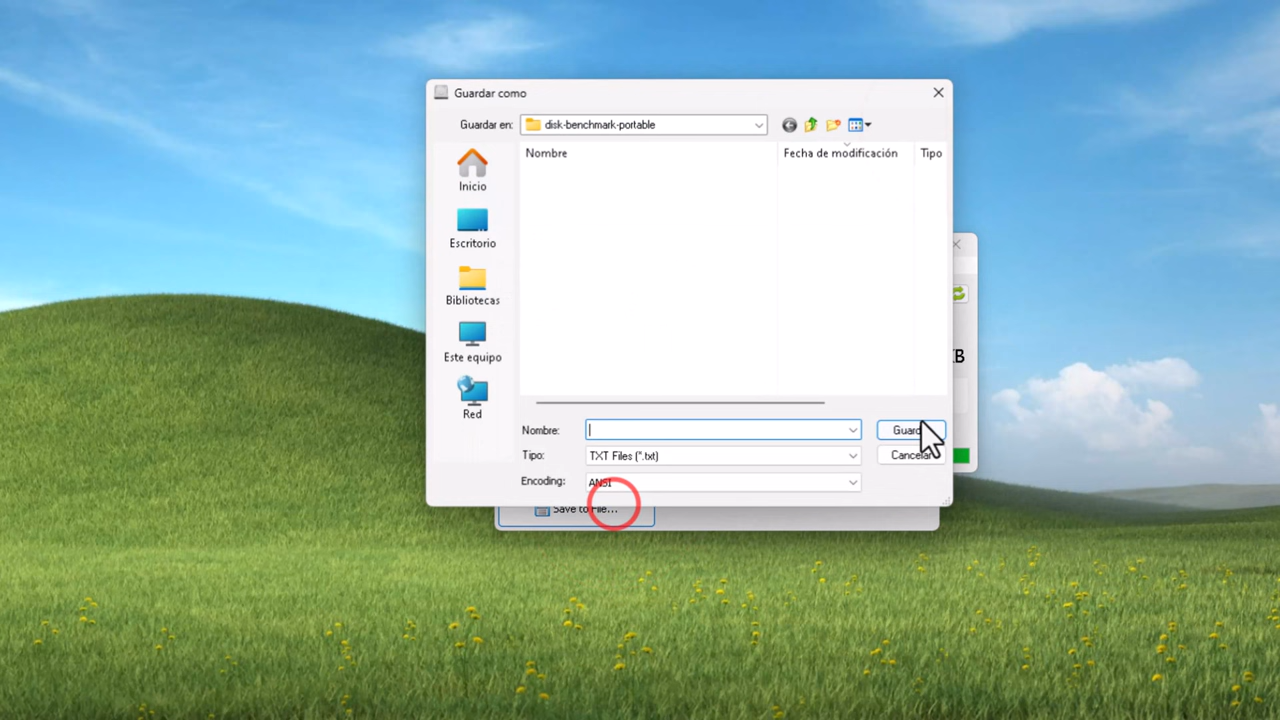 Guardar como
Guardar en: disk-benchmark-portable
Nombre Fecha de modificación Tipo
Inicio
Escritorio
Bibliotecas
Este equipo
Red
Nombre:
Tipo: TXT Files (*.txt)
Cancelar
Encoding: ANSI
Save to File...